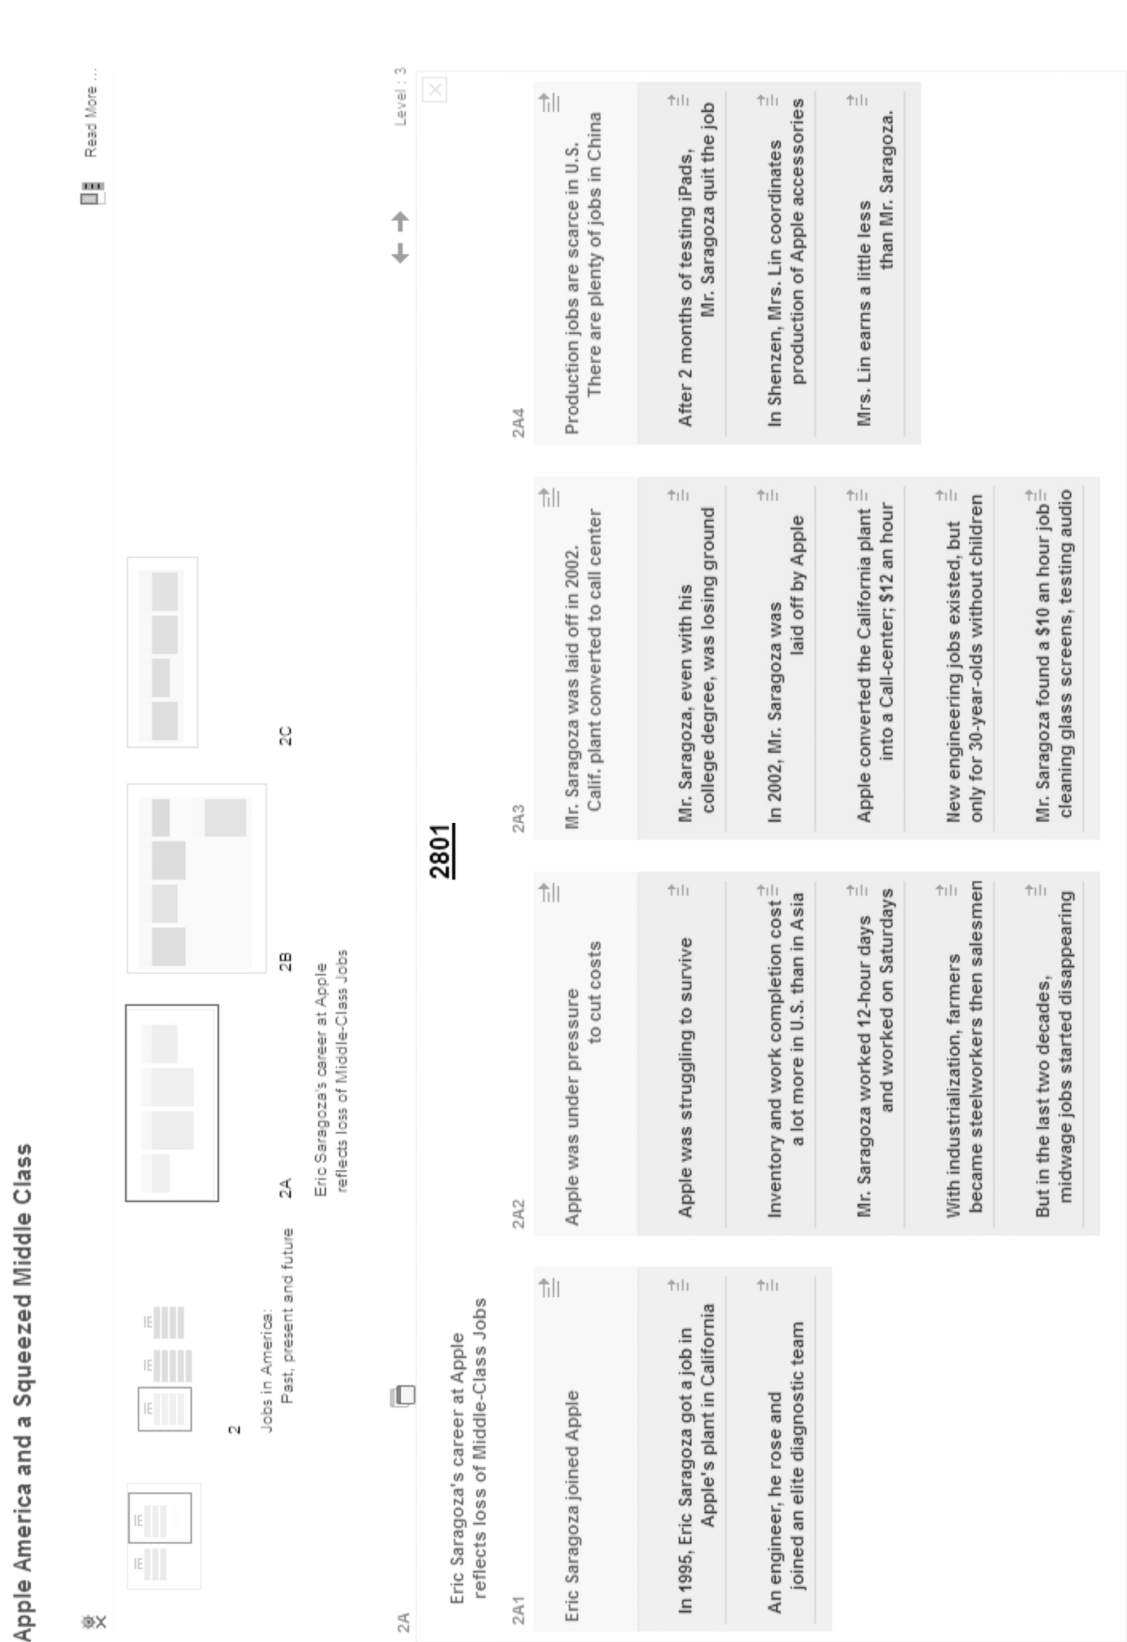 Apple America and a Squeezed Middle Class
Read More ...
2
Jobs in America:
Past, present and future
2A
Eric Saragoza's career at Apple
reflects loss of Middle-Class Jobs
2B
2C
2A
Level : 3
2801
Eric Saragoza's career at Apple
reflects loss of Middle-Class Jobs
2A1
Eric Saragoza joined Apple
In 1995, Eric Saragoza got a job in
Apple's plant in California
An engineer, he rose and
joined an elite diagnostic team
2A2
Apple was under pressure
to cut costs
Apple was struggling to survive
Inventory and work completion cost
a lot more in U.S. than in Asia
Mr. Saragoza worked 12-hour days
and worked on Saturdays
With industrialization, farmers
became steelworkers then salesmen
But in the last two decades,
midwage jobs started disappearing
2A3
Mr. Saragoza was laid off in 2002.
Calif. plant converted to call center
Mr. Saragoza, even with his
college degree, was losing ground
In 2002, Mr. Saragoza was
laid off by Apple
Apple converted the California plant
into a Call-center; $12 an hour
New engineering jobs existed, but
only for 30-year-olds without children
Mr. Saragoza found a $10 an hour job
cleaning glass screens, testing audio
2A4
Production jobs are scarce in U.S.
There are plenty of jobs in China
After 2 months of testing iPads,
Mr. Saragoza quit the job
In Shenzen, Mrs. Lin coordinates
production of Apple accessories
Mrs. Lin earns a little less
than Mr. Saragoza.